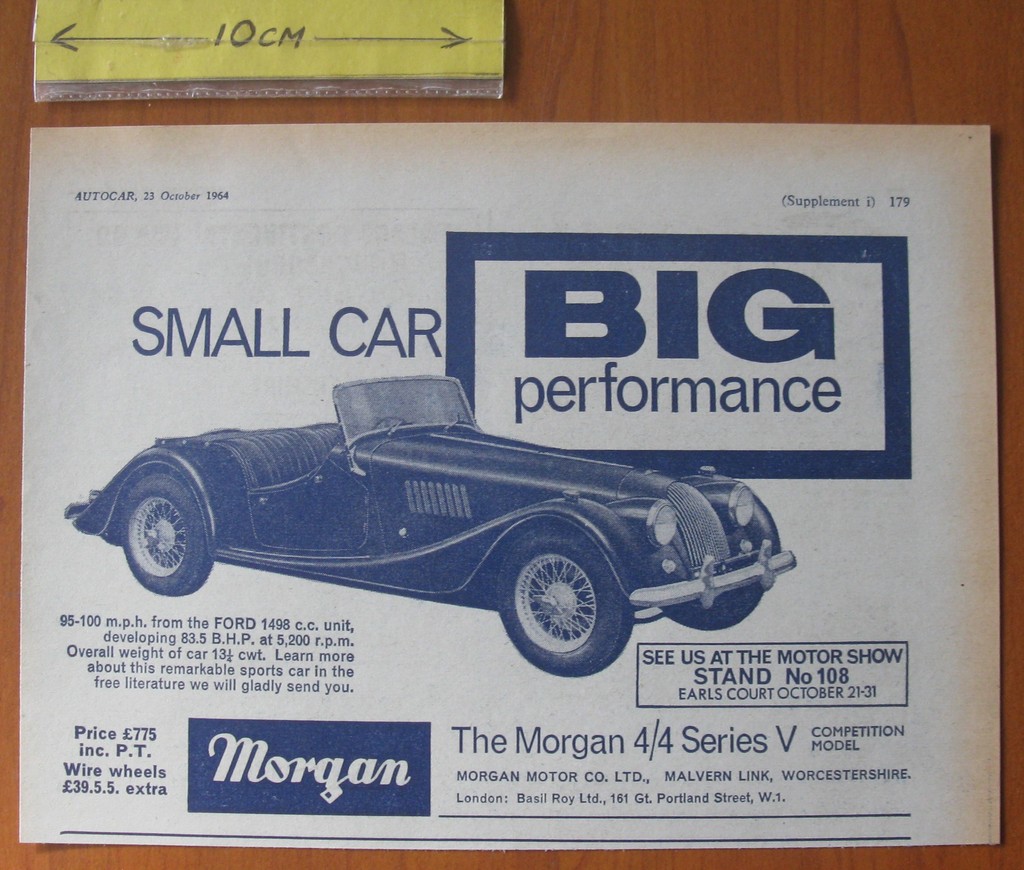 10CM
AUTOCAR, 23 October 1964
(Supplement i) 179
SMALL CAR
BIG
performance
95-100 m.p.h. from the FORD 1498 c.c. unit,
developing 83.5 B.H.P. at 5,200 r.p.m.
Overall weight of car 13¼ cwt. Learn more
about this remarkable sports car in the
free literature we will gladly send you.
SEE US AT THE MOTOR SHOW
STAND No 108
EARLS COURT OCTOBER 21-31
Price £775
inc. P.T.
Wire wheels
£39.5.5. extra
Morgan
The Morgan 4/4 Series V COMPETITION
MODEL
MORGAN MOTOR CO. LTD., MALVERN LINK, WORCESTERSHIRE.
London: Basil Roy Ltd., 161 Gt. Portland Street, W.1.